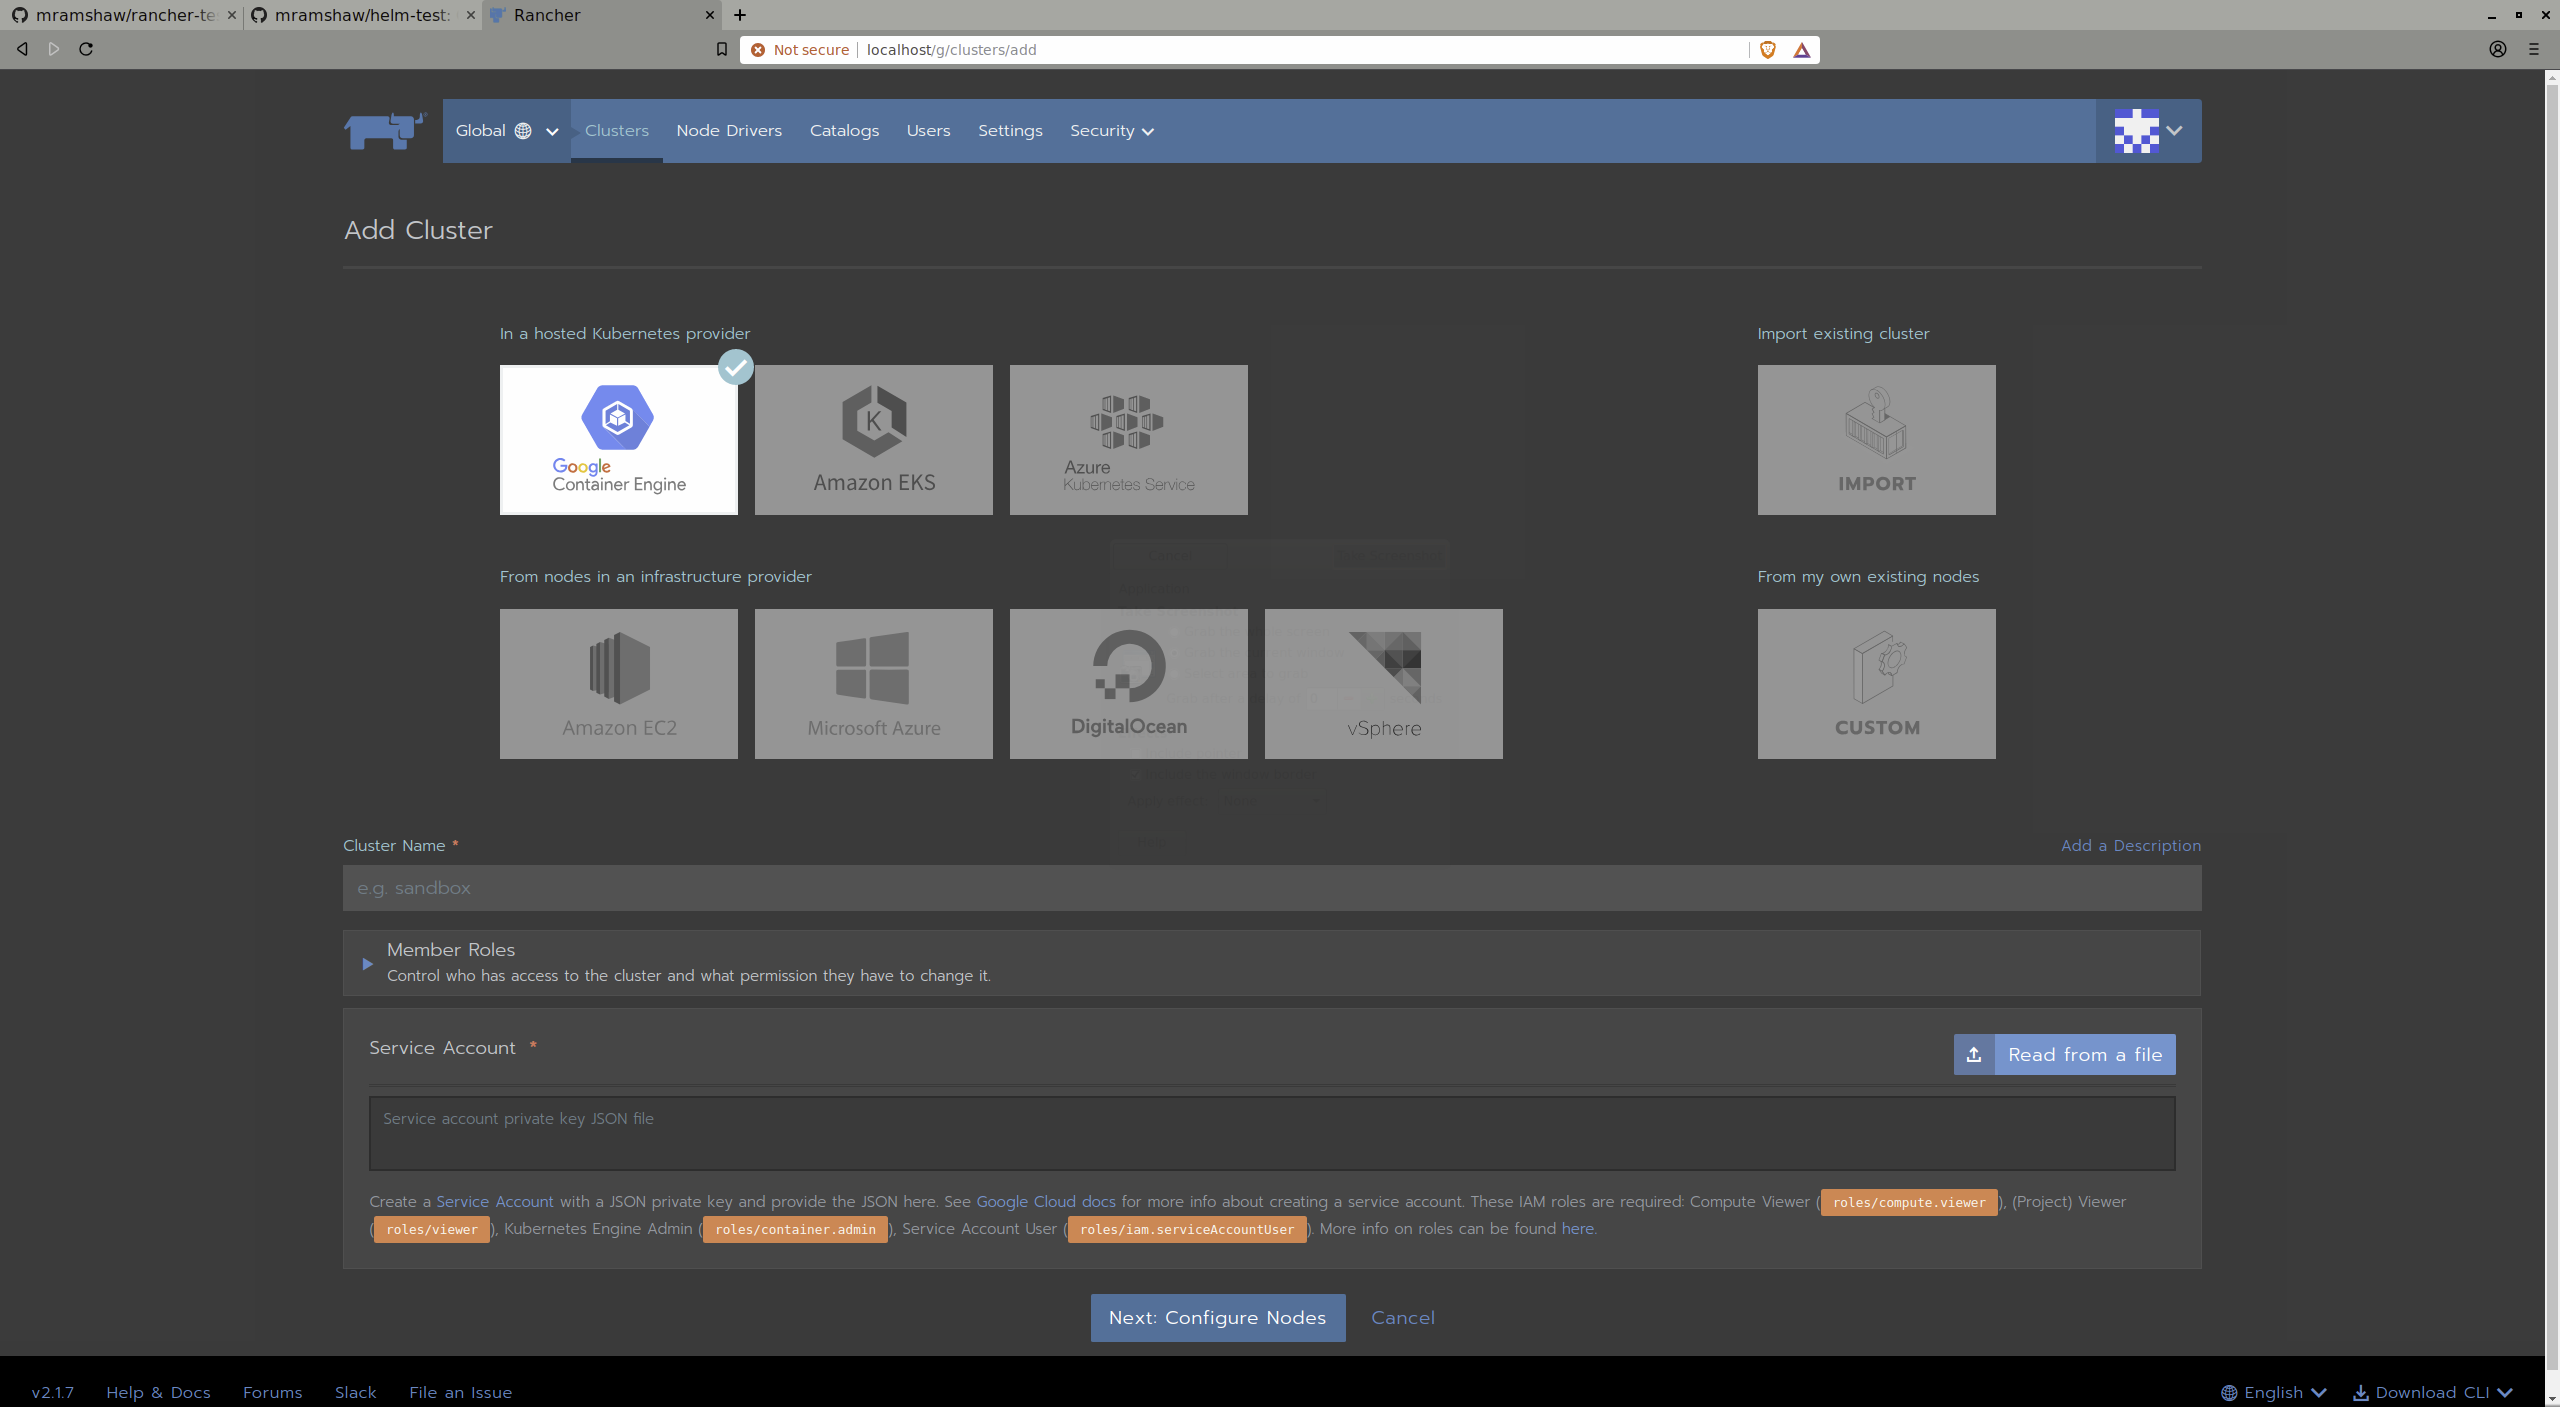 mramshaw/rancher-te
mramshaw/helm-test:
Rancher
Not secure
localhost/g/clusters/add
Global
Clusters
Node Drivers
Catalogs
Users
Settings
Security
Add Cluster
In a hosted Kubernetes provider
Import existing cluster
Google
Container Engine
Amazon EKS
Azure
Kubernetes Service
IMPORT
From nodes in an infrastructure provider
From my own existing nodes
Amazon EC2
Microsoft Azure
DigitalOcean
vSphere
CUSTOM
Cluster Name *
Add a Description
e.g. sandbox
Member Roles
Control who has access to the cluster and what permission they have to change it.
Service Account *
Read from a file
Service account private key JSON file
Create a Service Account with a JSON private key and provide the JSON here. See Google Cloud docs for more info about creating a service account. These IAM roles are required: Compute Viewer ( roles/compute.viewer ), (Project) Viewer
( roles/viewer ), Kubernetes Engine Admin ( roles/container.admin ), Service Account User ( roles/iam.serviceAccountUser ). More info on roles can be found here.
Next: Configure Nodes
Cancel
v2.1.7
Help & Docs
Forums
Slack
File an Issue
English
Download CLI